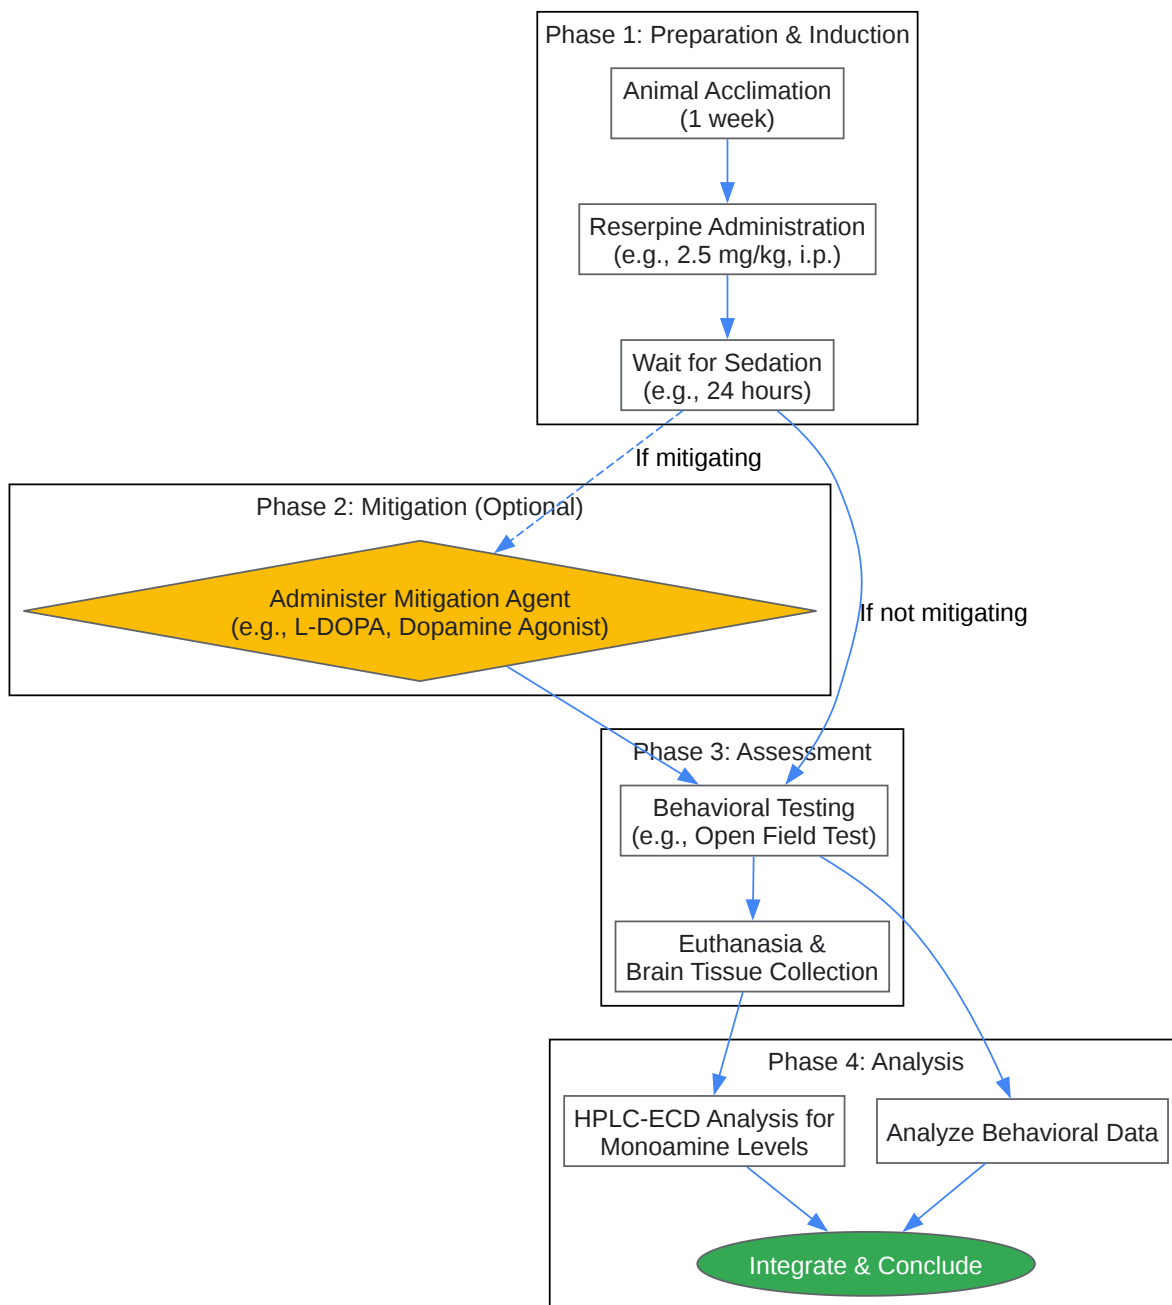 Phase 1: Preparation & Induction
Animal Acclimation
(1 week)
Reserpine Administration
(e.g., 2.5 mg/kg, i.p.)
Wait for Sedation
(e.g., 24 hours)
If mitigating
Phase 2: Mitigation (Optional)
Administer Mitigation Agent
(e.g., L-DOPA, Dopamine Agonist)
If not mitigating
Phase 3: Assessment
Behavioral Testing
(e.g., Open Field Test)
Euthanasia &
Brain Tissue Collection
Phase 4: Analysis
HPLC-ECD Analysis for
Monoamine Levels
Analyze Behavioral Data
Integrate & Conclude